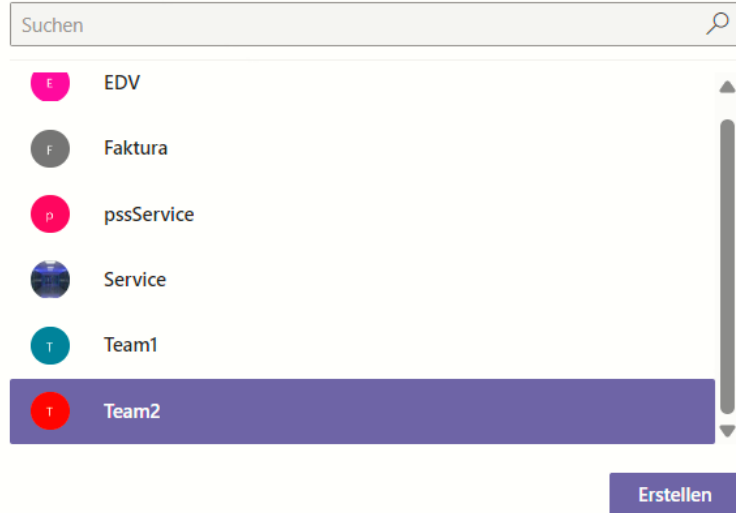 Suchen
E EDV
F Faktura
p pssService
Service
T Team1
T Team2
Erstellen